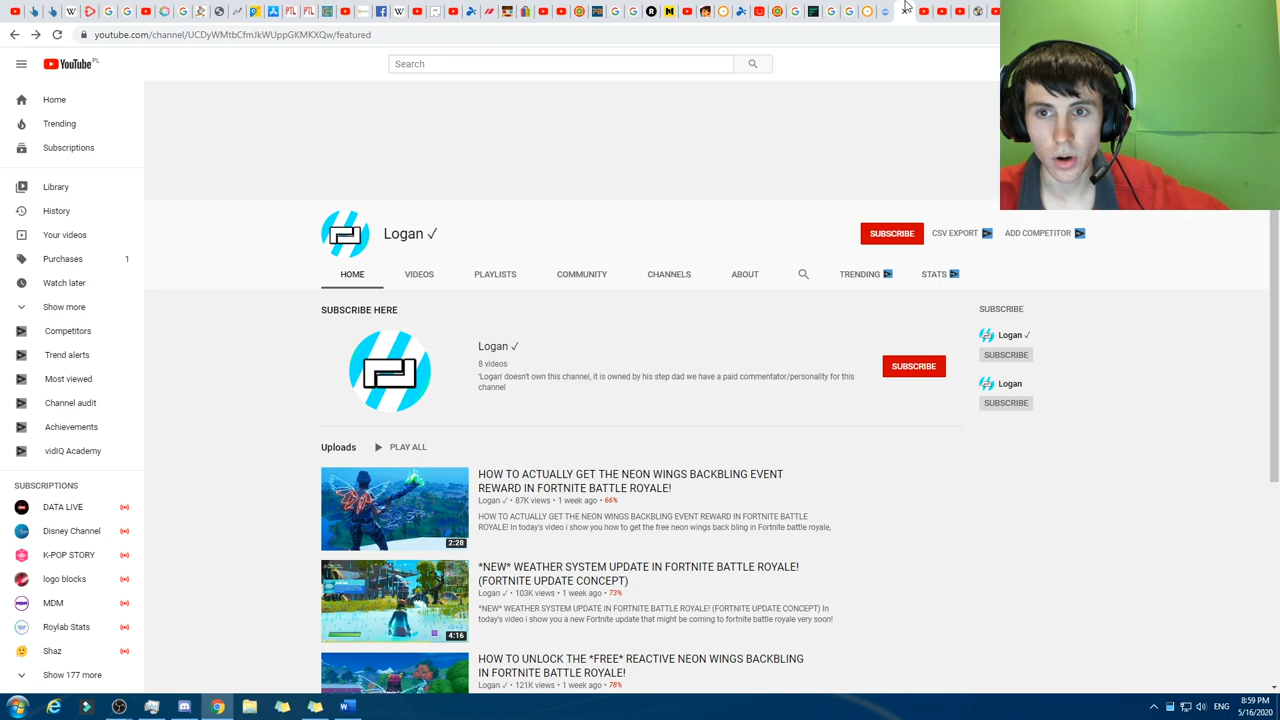 youtube.com/channel/UCDyWMtbCfmJkWUppGKMKXQw/featured
YouTube PL
Search
Home
Trending
Subscriptions
Library
History
Your videos
Purchases 1
Watch later
Show more
Competitors
Trend alerts
Most viewed
Channel audit
Achievements
vidIQ Academy
SUBSCRIPTIONS
DATA LIVE
Disney Channel
K-POP STORY
logo blocks
MDM
Roylab Stats
Shaz
Show 177 more
Logan ✓
SUBSCRIBE CSV EXPORT ADD COMPETITOR
HOME VIDEOS PLAYLISTS COMMUNITY CHANNELS ABOUT TRENDING STATS
SUBSCRIBE HERE
Logan ✓
8 videos
'Logan' doesn't own this channel, it is owned by his step dad we have a paid commentator/personality for this
channel
SUBSCRIBE
SUBSCRIBE
Logan ✓
SUBSCRIBE
Logan
SUBSCRIBE
Uploads PLAY ALL
HOW TO ACTUALLY GET THE NEON WINGS BACKBLING EVENT
REWARD IN FORTNITE BATTLE ROYALE!
Logan ✓ • 87K views • 1 week ago • 66%
HOW TO ACTUALLY GET THE NEON WINGS BACKBLING EVENT REWARD IN FORTNITE BATTLE
ROYALE! In today's video i show you how to get the free neon wings back bling in Fortnite battle royale,
2:28
*NEW* WEATHER SYSTEM UPDATE IN FORTNITE BATTLE ROYALE!
(FORTNITE UPDATE CONCEPT)
Logan ✓ • 103K views • 1 week ago • 73%
*NEW* WEATHER SYSTEM UPDATE IN FORTNITE BATTLE ROYALE! (FORTNITE UPDATE CONCEPT) In
today's video i show you a new Fortnite update that might be coming to fortnite battle royale very soon!
4:16
HOW TO UNLOCK THE *FREE* REACTIVE NEON WINGS BACKBLING
IN FORTNITE BATTLE ROYALE!
Logan ✓ • 121K views • 1 week ago • 78%
ENG
8:59 PM
5/16/2020